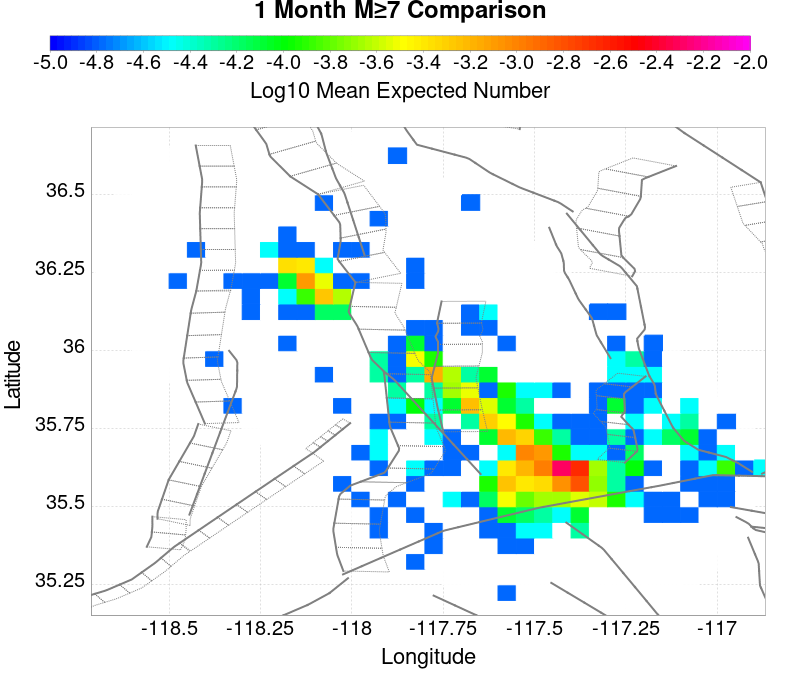 1 Month M≥7 Comparison
-5.0 -4.8 -4.6 -4.4 -4.2 -4.0 -3.8 -3.6 -3.4 -3.2 -3.0 -2.8 -2.6 -2.4 -2.2 -2.0
Log10 Mean Expected Number
36.5
36.25
36
35.75
35.5
35.25
Latitude
-118.5 -118.25 -118 -117.75 -117.5 -117.25 -117
Longitude